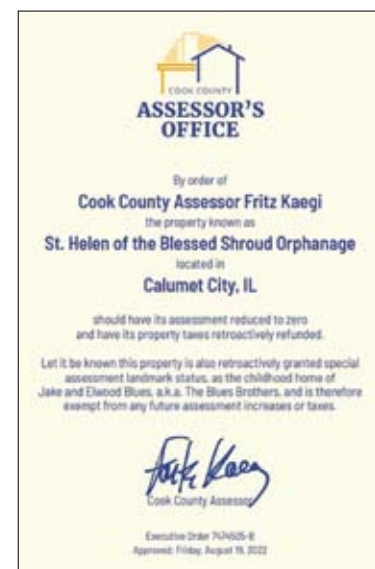 COOK COUNTY
ASSESSOR'S
OFFICE
By order of
Cook County Assessor Fritz Kaegi
the property known as
St. Helen of the Blessed Shroud Orphanage
located in
Calumet City, IL
should have its assessment reduced to zero
and have its property taxes retroactively refunded.
Let it be known this property is also retroactively granted special
assessment landmark status, as the childhood home of
Jake and Elwood Blues, a.k.a. The Blues Brothers, and is therefore
exempt from any future assessment increases or taxes.
Cook County Assessor
Executive Order 7474505-B
Approved: Friday, August 19, 2022